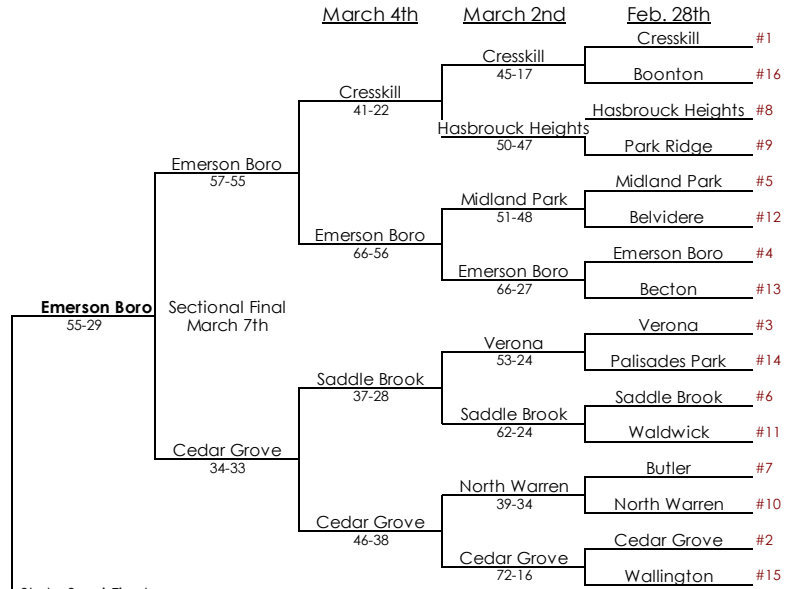 March 4th March 2nd Feb. 28th
Cresskill #1
Cresskill
45-17
Boonton #16
Cresskill
41-22
Hasbrouck Heights #8
Hasbrouck Heights
50-47
Park Ridge #9
Emerson Boro
57-55
Midland Park #5
Midland Park
51-48
Belvidere #12
Emerson Boro
66-56
Emerson Boro #4
Emerson Boro
66-27
Becton #13
Emerson Boro
55-29
Sectional Final
March 7th
Verona #3
Verona
53-24
Palisades Park #14
Saddle Brook
37-28
Saddle Brook #6
Saddle Brook
62-24
Waldwick #11
Cedar Grove
34-33
Butler #7
North Warren
39-34
North Warren #10
Cedar Grove
46-38
Cedar Grove #2
Cedar Grove
72-16
Wallington #15